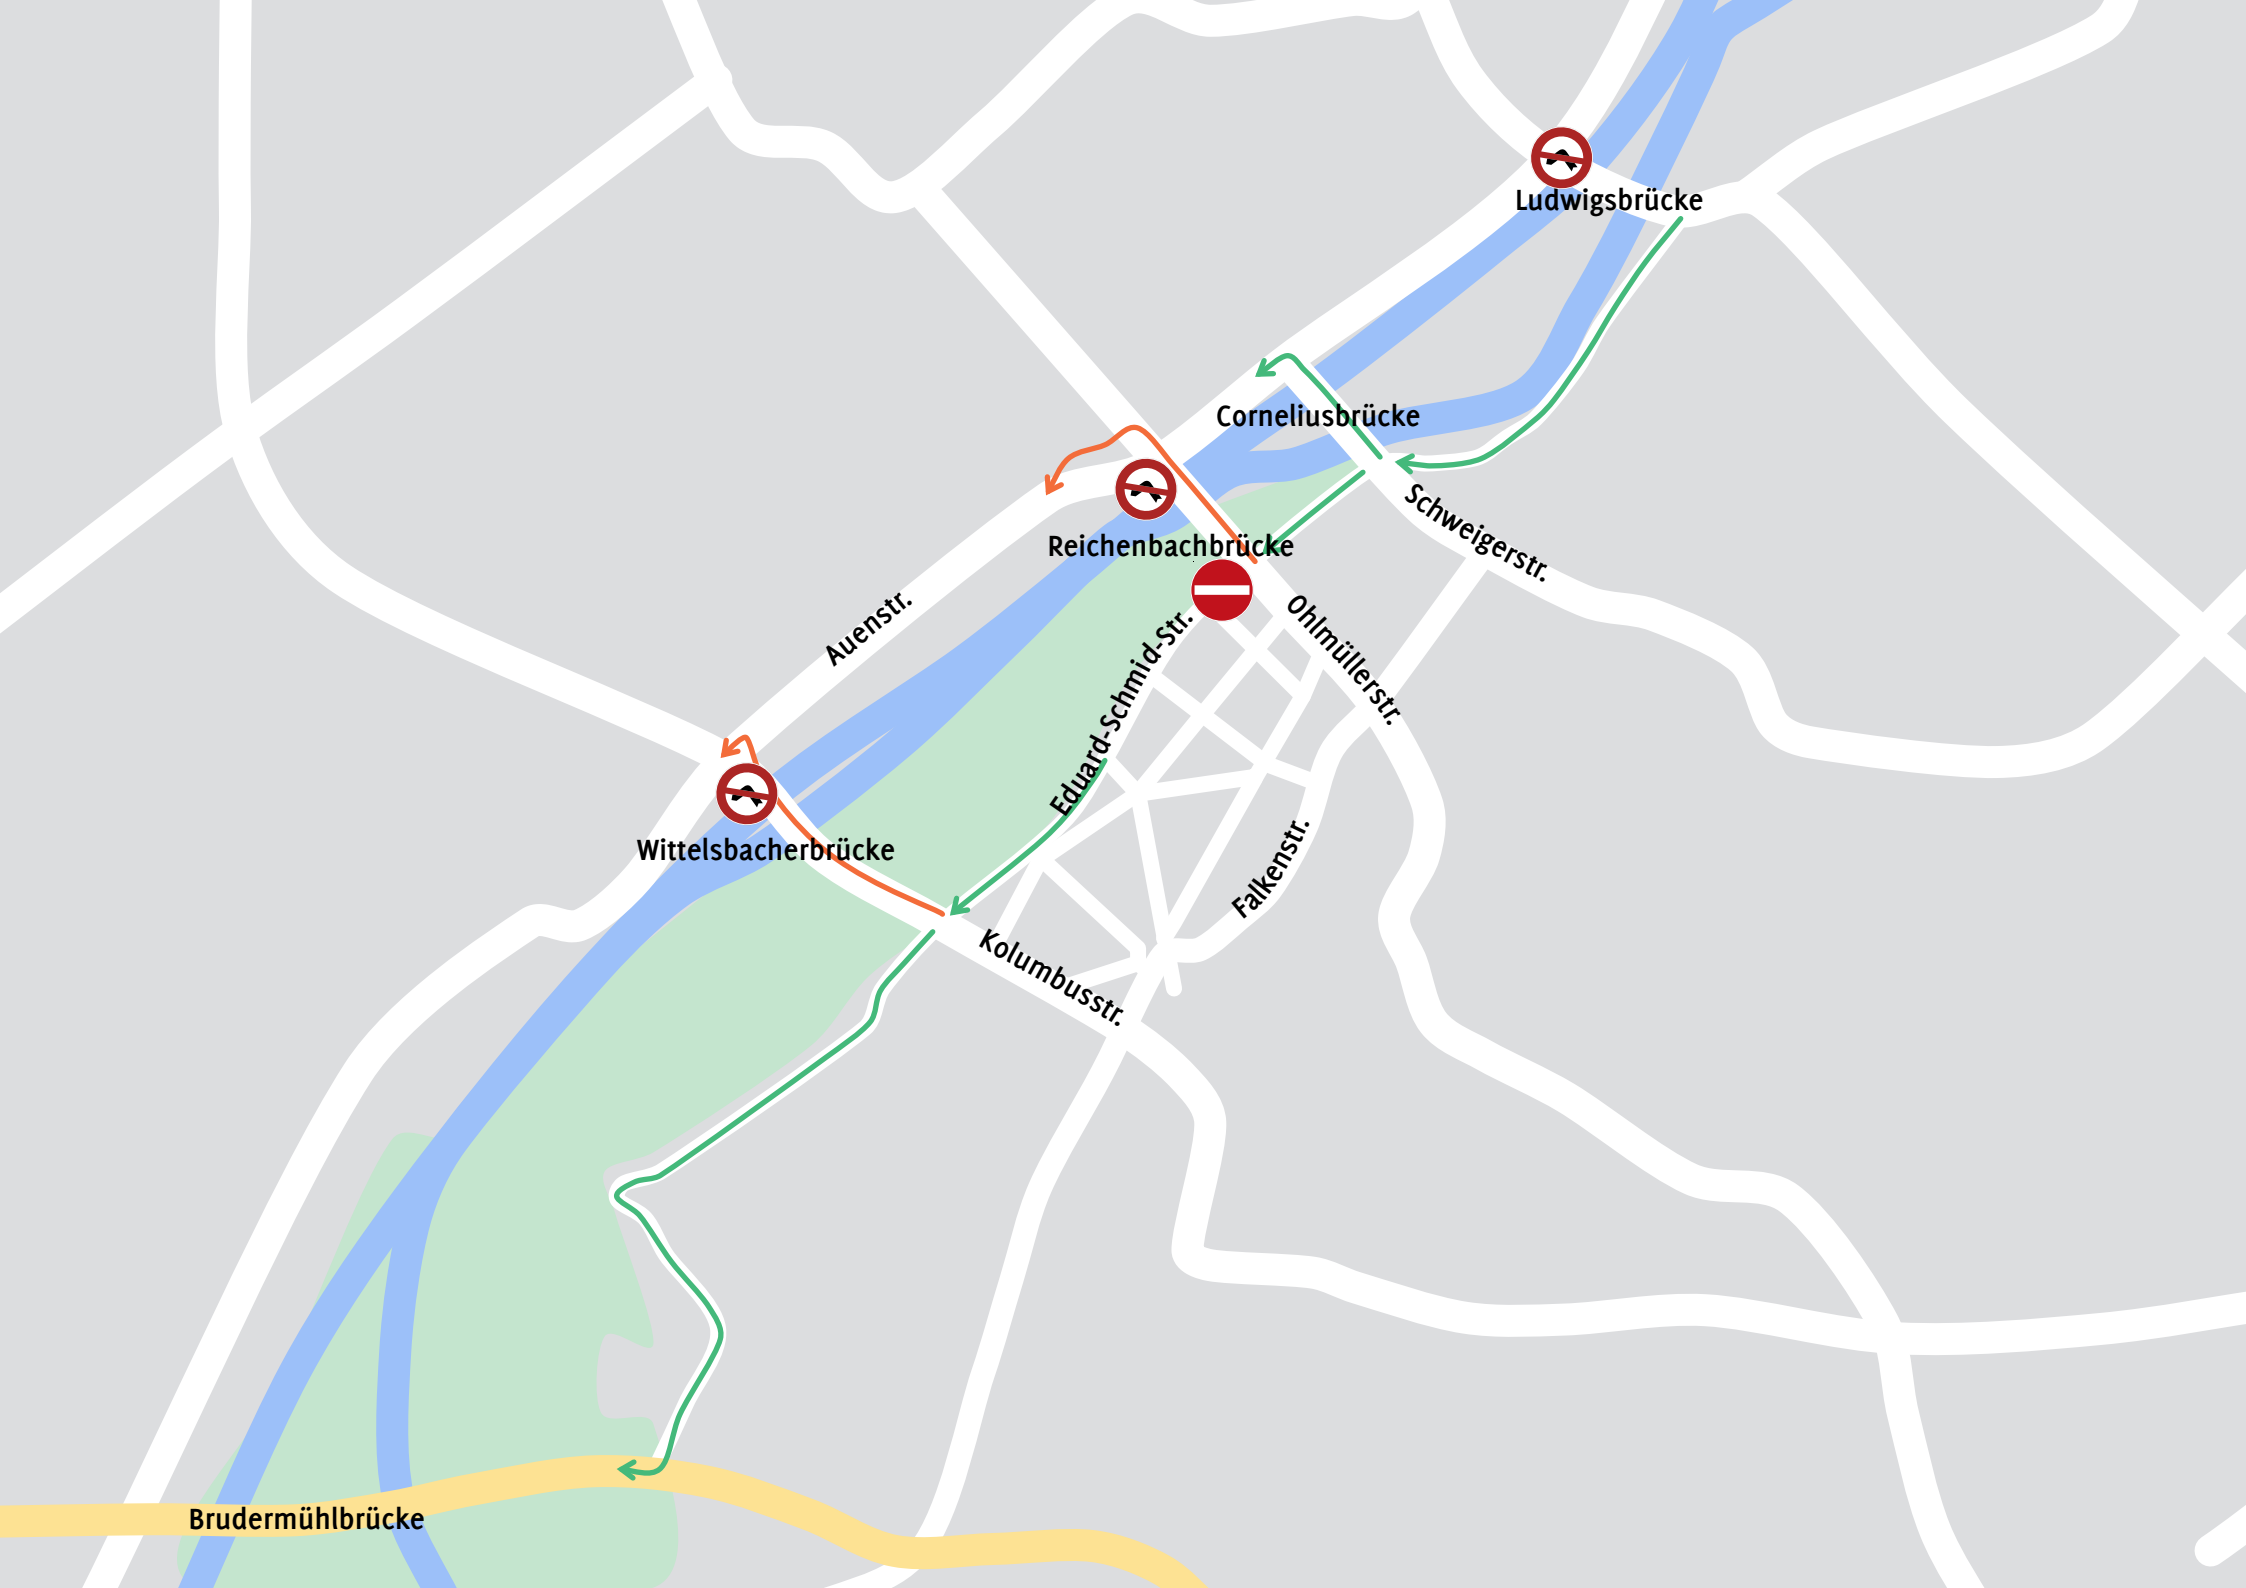 Ludwigsbrücke
Corneliusbrücke
Schweigerstr.
Reichenbachbrücke
Auenstr.
Ohlmüllerstr.
Eduard-Schmid-Str.
Wittelsbacherbrücke
Falkenstr.
Kolumbusstr.
Brudermühlbrücke